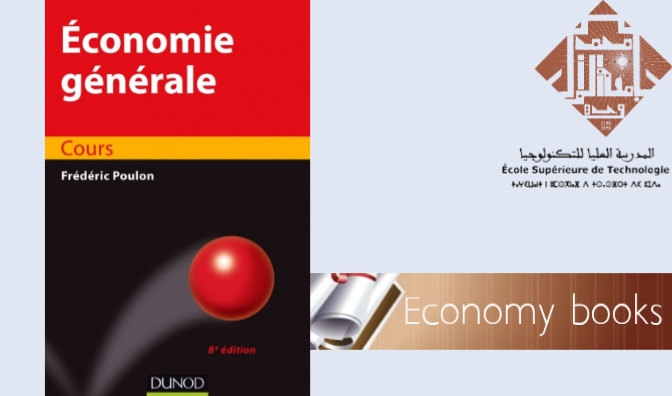 Économie
générale
Cours
Frédéric Poulon
8e édition
DUNOD
المدرسة العليا للتكنولوجيا
École Supérieure de Technologie
Economy books